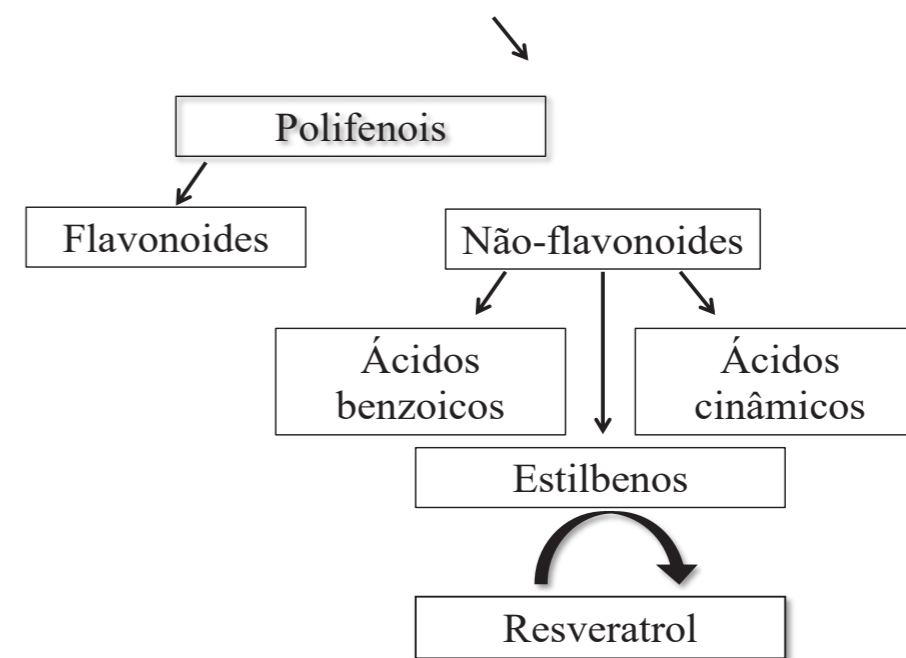 Polifenois
Flavonoides
Não-flavonoides
Ácidos
benzoicos
Ácidos
cinâmicos
Estilbenos
Resveratrol